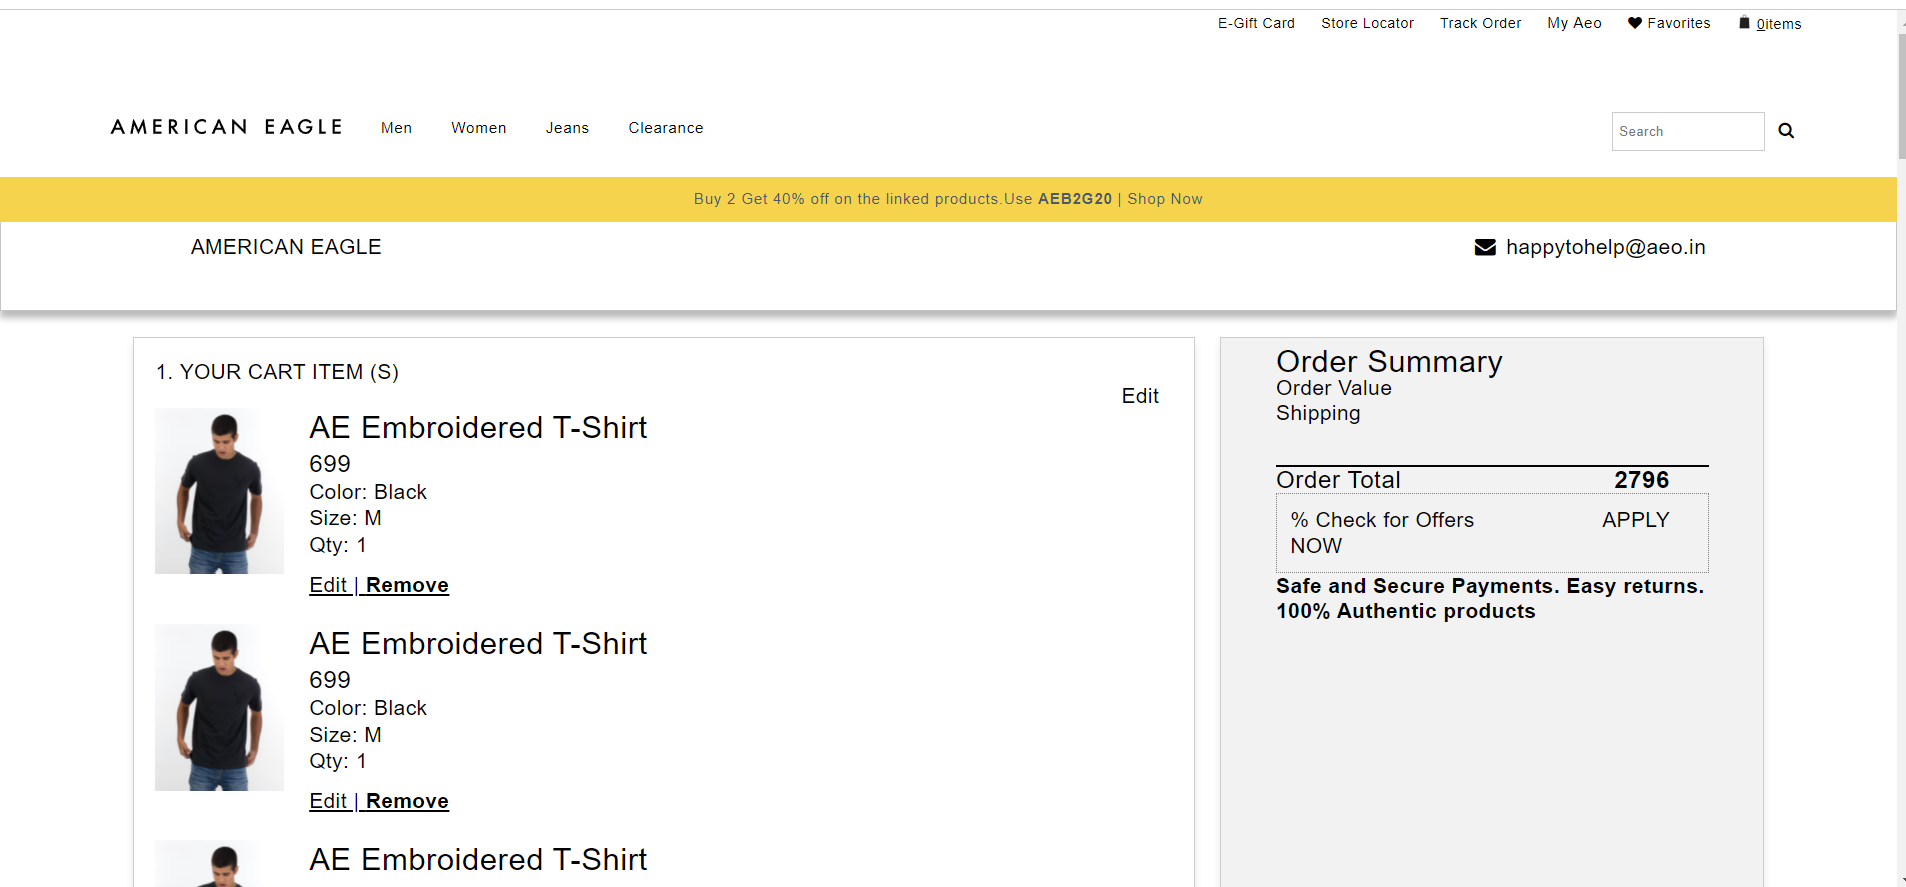 E-Gift Card Store Locator Track Order My Aeo Favorites 0items
AMERICAN EAGLE Men Women Jeans Clearance Search
Buy 2 Get 40% off on the linked products.Use AEB2G20 | Shop Now
AMERICAN EAGLE happytohelp@aeo.in
1. YOUR CART ITEM (S)
Edit
AE Embroidered T-Shirt
699
Color: Black
Size: M
Qty: 1
Edit | Remove
AE Embroidered T-Shirt
699
Color: Black
Size: M
Qty: 1
Edit | Remove
AE Embroidered T-Shirt
Order Summary
Order Value
Shipping
Order Total 2796
% Check for Offers APPLY
NOW
Safe and Secure Payments. Easy returns.
100% Authentic products